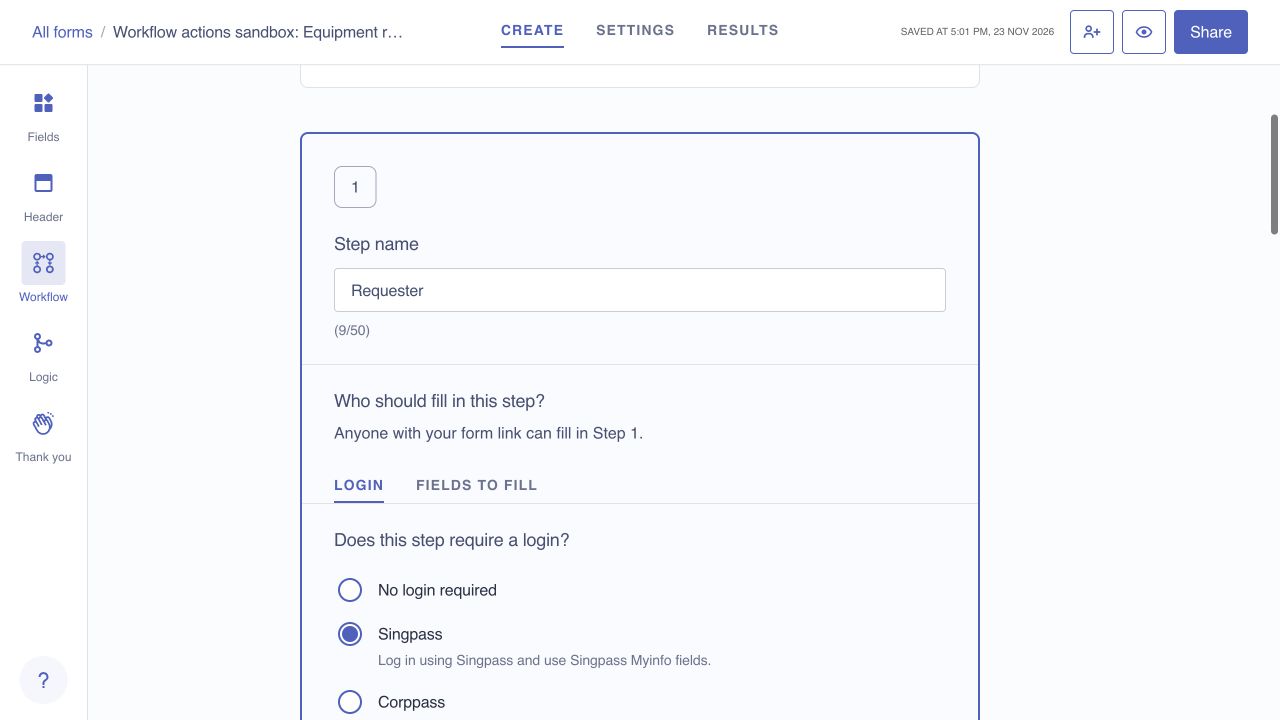 All forms / Workflow actions sandbox: Equipment r…
CREATE SETTINGS RESULTS
SAVED AT 5:01 PM, 23 NOV 2026
Share
Fields
Header
Workflow
Logic
Thank you
?
1
Step name
Requester
(9/50)
Who should fill in this step?
Anyone with your form link can fill in Step 1.
LOGIN FIELDS TO FILL
Does this step require a login?
No login required
Singpass
Log in using Singpass and use Singpass Myinfo fields.
Corppass